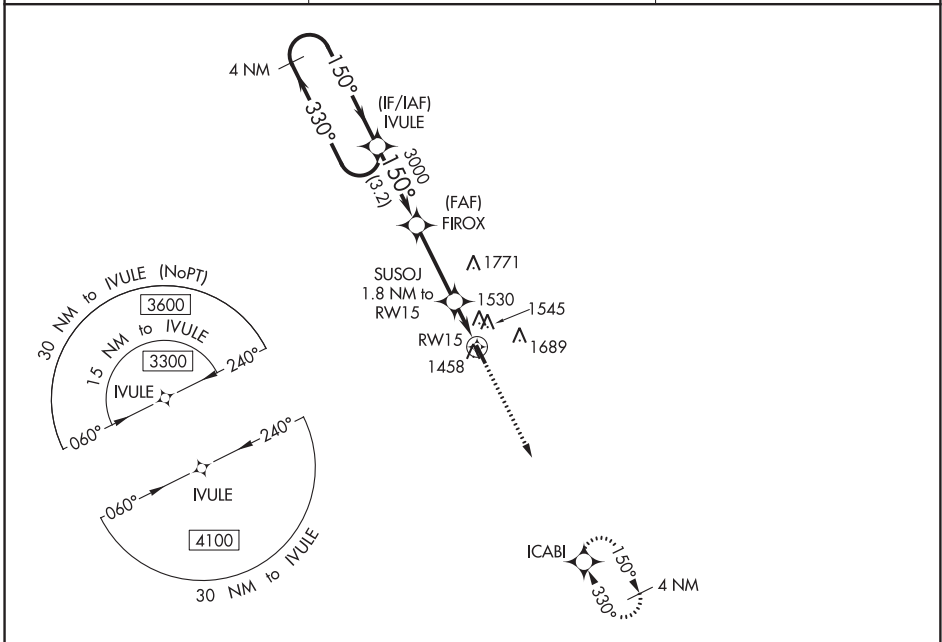 4 NM
150°
330°
(IF/IAF)
IVULE
3000
150°
(3.2)
(FAF)
FIROX
1771
SUSOJ
1.8 NM to
RW15
1530
1545
RW15
1689
1458
30 NM to IVULE (NoPT)
3600
15 NM to IVULE
3300
240°
IVULE
060°
240°
060°
IVULE
4100
30 NM to IVULE
ICABI
150°
4 NM
330°